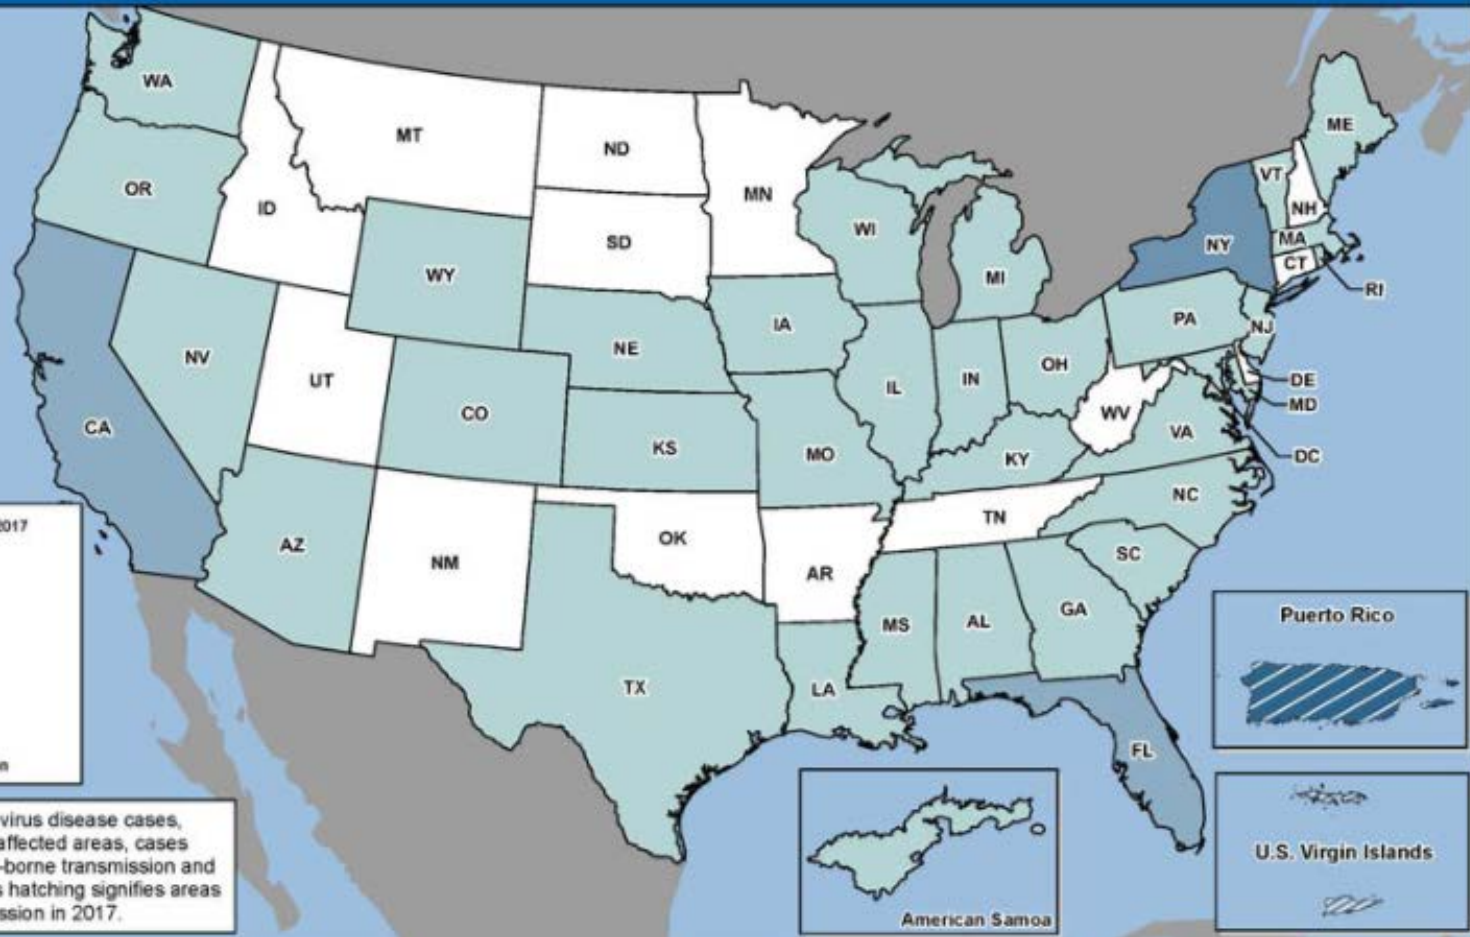 WA
MT
ND
MN
ME
VT
OR
ID
NH
WI
SD
MA
NY
CT
WY
MI
RI
PA
IA
NJ
NE
NV
OH
UT
IN
DE
IL
MD
CO
WV
CA
VA
KS
MO
KY
DC
NC
TN
2017
OK
AZ
SC
NM
AR
GA
Puerto Rico
MS
AL
TX
LA
FL
n
virus disease cases,
affected areas, cases
-borne transmission and
s hatching signifies areas
ssion in 2017.
U.S. Virgin Islands
American Samoa